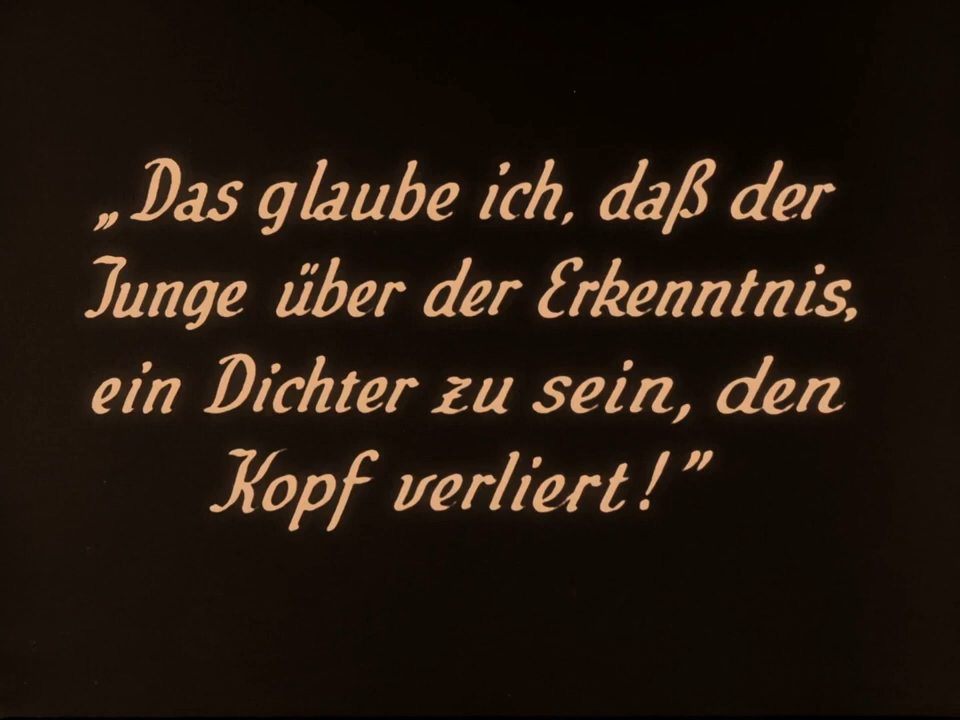 „Das glaube ich, daß der
Junge über der Erkenntnis,
ein Dichter zu sein, den
Kopf verliert!”